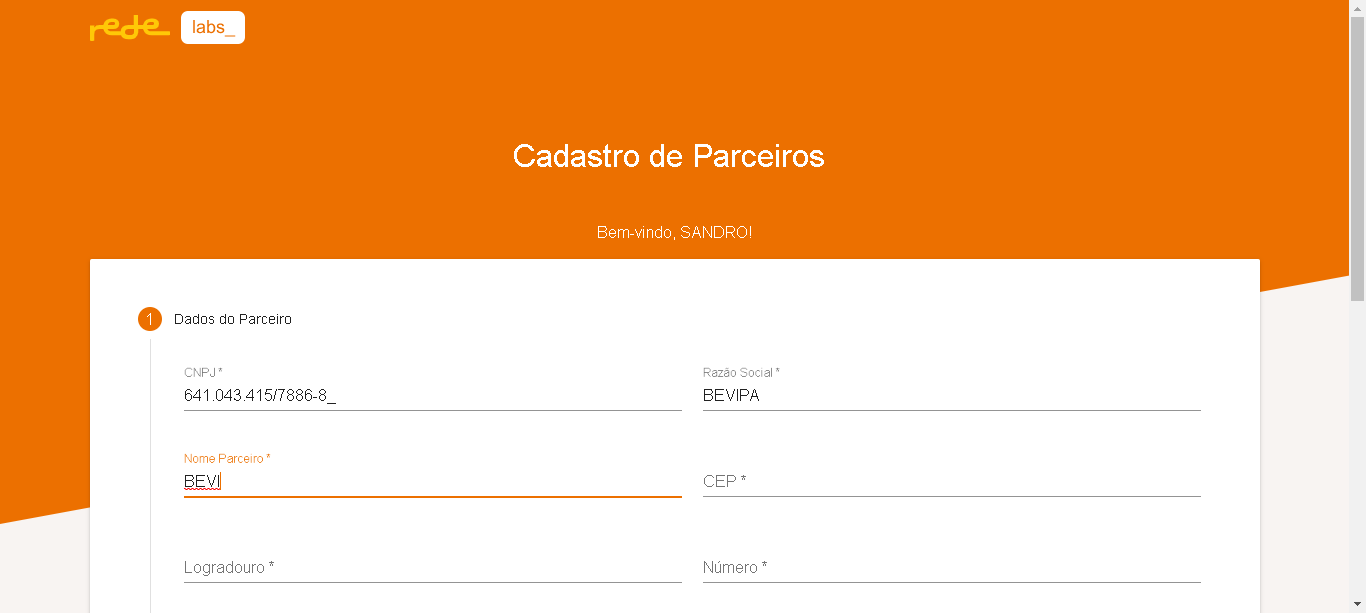 rede labs_
Cadastro de Parceiros
Bem-vindo, SANDRO!
1 Dados do Parceiro
CNPJ * Razão Social *
641.043.415/7886-8_ BEVIPA
Nome Parceiro *
BEVI CEP *
Logradouro * Número *